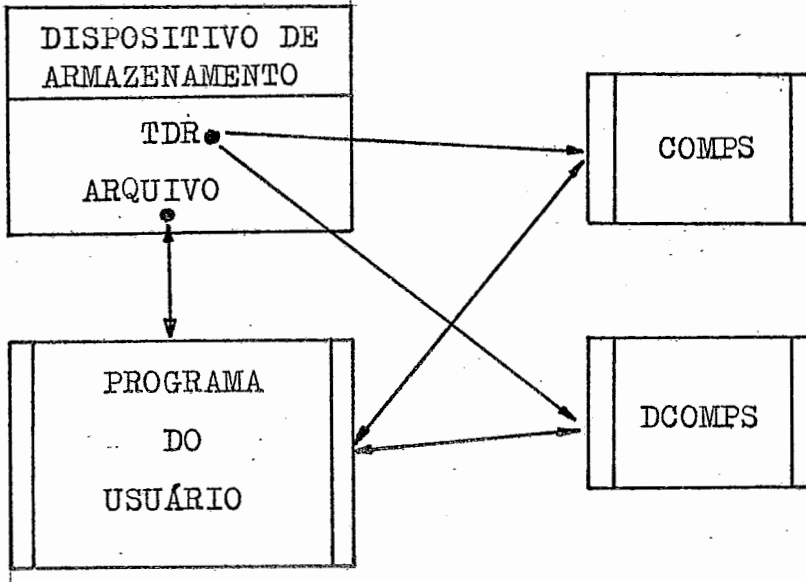 DISPOSITIVO DE
ARMAZENAMENTO
TDR
ARQUIVO
COMPS
PROGRAMA
DO
USUÁRIO
DCOMPS